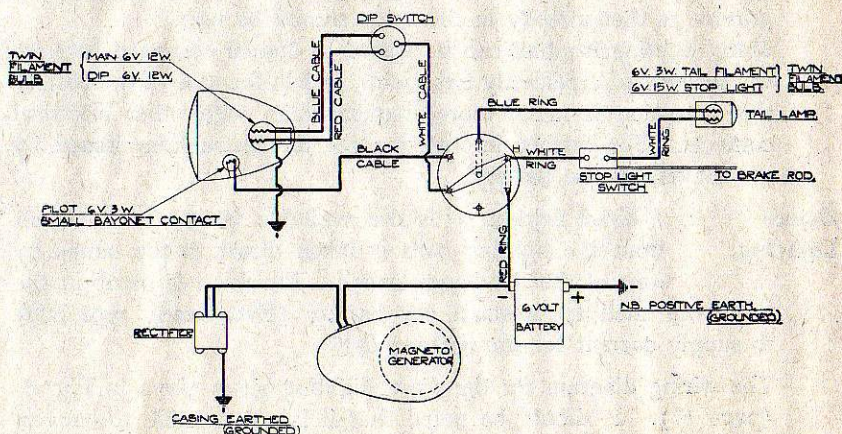 DIP SWITCH
TWIN
FILAMENT
BULB
MAIN 6V 12W
DIP 6V 12W
BLUE CABLE
RED CABLE
WHITE CABLE
6V. 3W. TAIL FILAMENT
6V 15W STOP LIGHT
TWIN
FILAMENT
BULB
BLUE RING
TAIL LAMP.
BLACK
CABLE
L
H
WHITE
RING
WHITE
RING
STOP LIGHT
SWITCH
TO BRAKE ROD.
PILOT 6V 3W
SMALL BAYONET CONTACT
RED RING
RECTIFIER
MAGNETO
GENERATOR
-
6 VOLT
BATTERY
+
N.B. POSITIVE EARTH.
(GROUNDED)
CASING EARTHED
(GROUNDED)